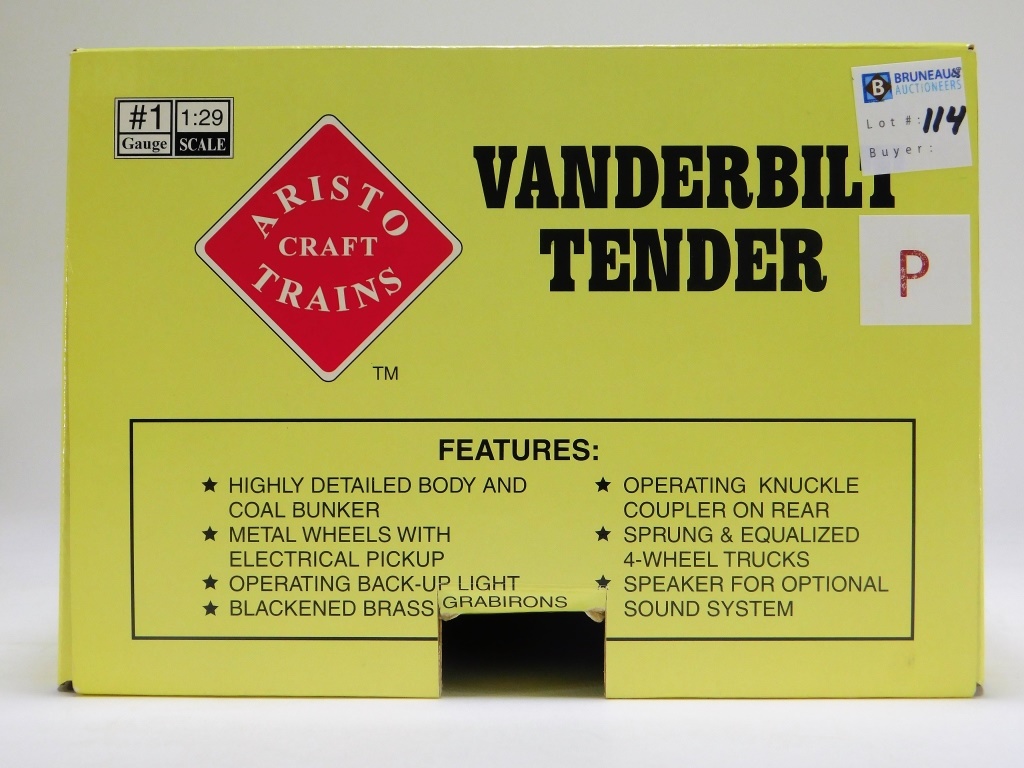 #1 1:29
Gauge SCALE
BRUNEAU&
AUCTIONEERS
B
Lot #: 114
Buyer:
ARISTO
CRAFT
TRAINS
TM
VANDERBILT
TENDER
P
FEATURES:
★ HIGHLY DETAILED BODY AND
COAL BUNKER
★ METAL WHEELS WITH
ELECTRICAL PICKUP
★ OPERATING BACK-UP LIGHT
★ BLACKENED BRASS GRABIRONS
★ OPERATING KNUCKLE
COUPLER ON REAR
★ SPRUNG & EQUALIZED
4-WHEEL TRUCKS
★ SPEAKER FOR OPTIONAL
SOUND SYSTEM